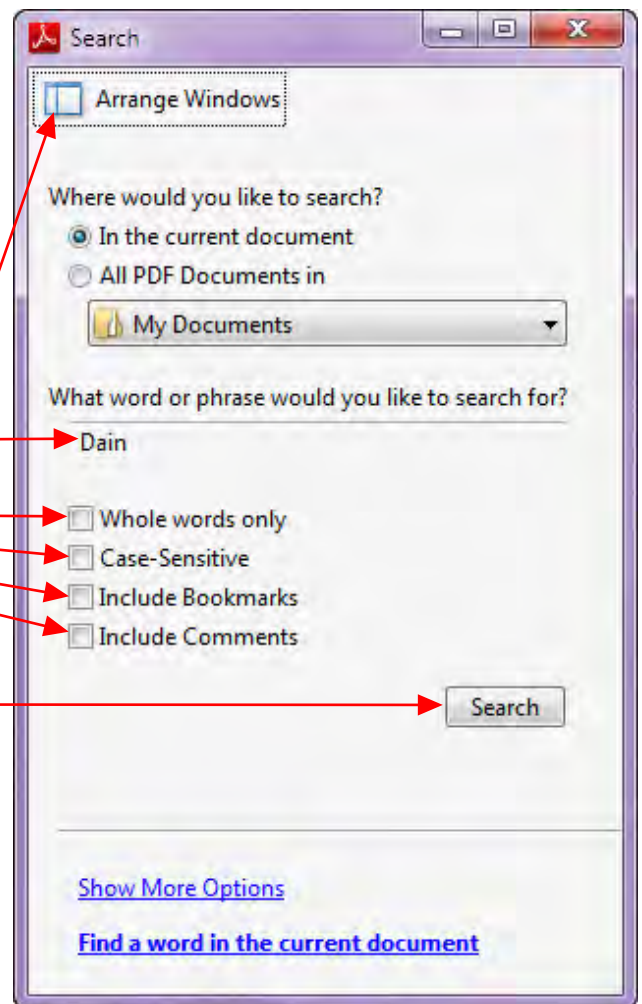 Search
Arrange Windows
Where would you like to search?
In the current document
All PDF Documents in
My Documents
What word or phrase would you like to search for?
Dain
Whole words only
Case-Sensitive
Include Bookmarks
Include Comments
Search
Show More Options
Find a word in the current document